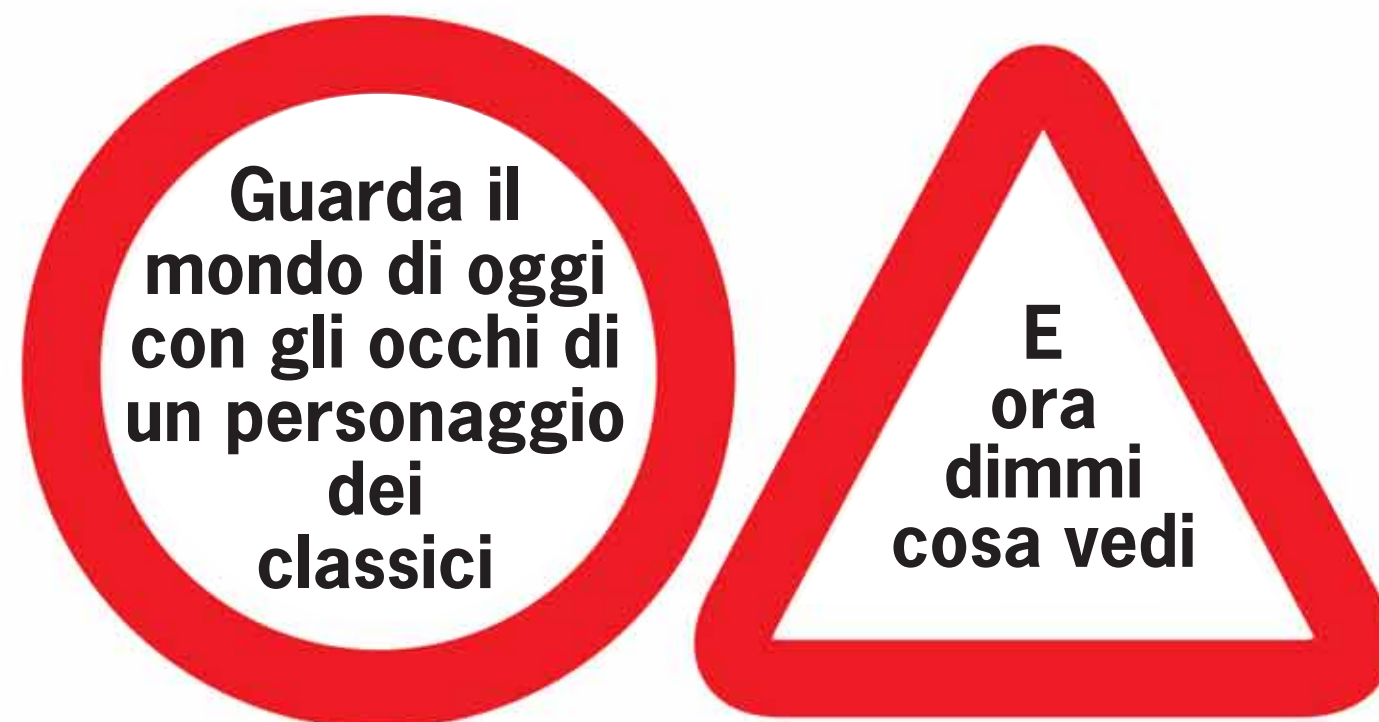 Guarda il
mondo di oggi
con gli occhi di
un personaggio
dei
classici
E
ora
dimmi
cosa vedi